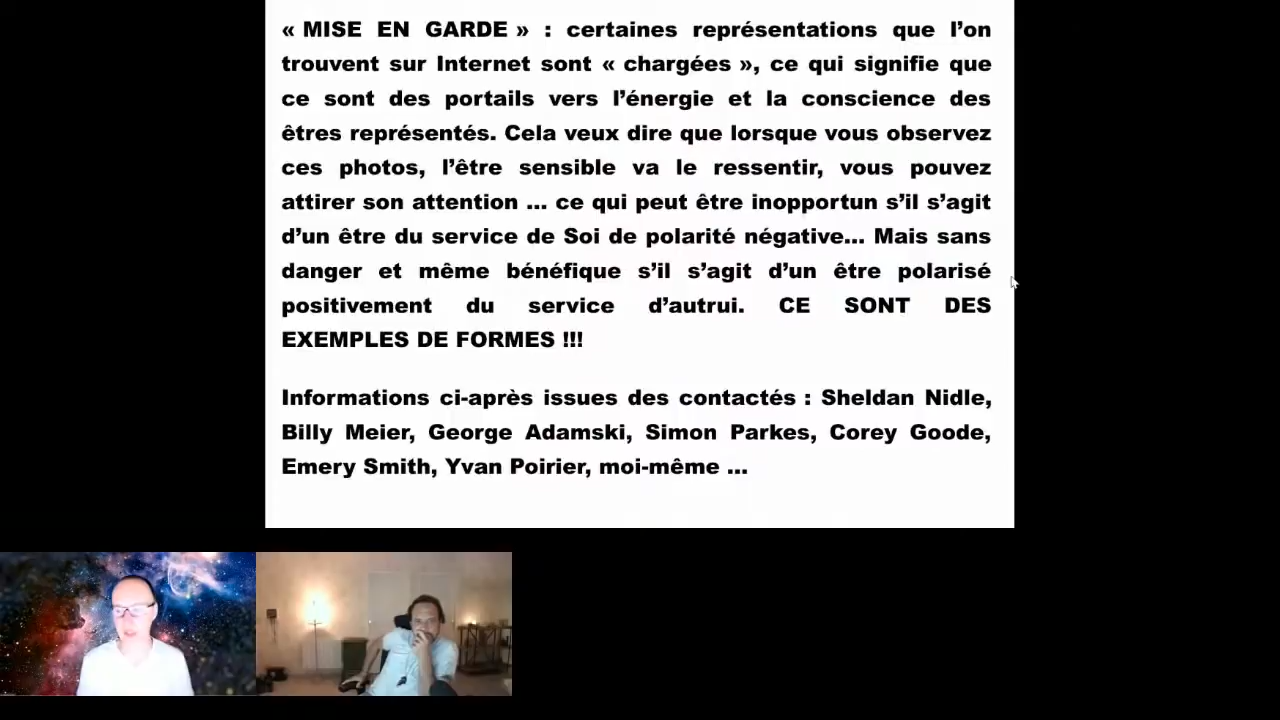 « MISE EN GARDE » : certaines représentations que l’on
trouvent sur Internet sont « chargées », ce qui signifie que
ce sont des portails vers l’énergie et la conscience des
êtres représentés. Cela veux dire que lorsque vous observez
ces photos, l’être sensible va le ressentir, vous pouvez
attirer son attention ... ce qui peut être inopportun s’il s’agit
d’un être du service de Soi de polarité négative... Mais sans
danger et même bénéfique s’il s’agit d’un être polarisé
positivement du service d’autrui. CE SONT DES
EXEMPLES DE FORMES !!!
Informations ci-après issues des contactés : Sheldan Nidle,
Billy Meier, George Adamski, Simon Parkes, Corey Goode,
Emery Smith, Yvan Poirier, moi-même ...